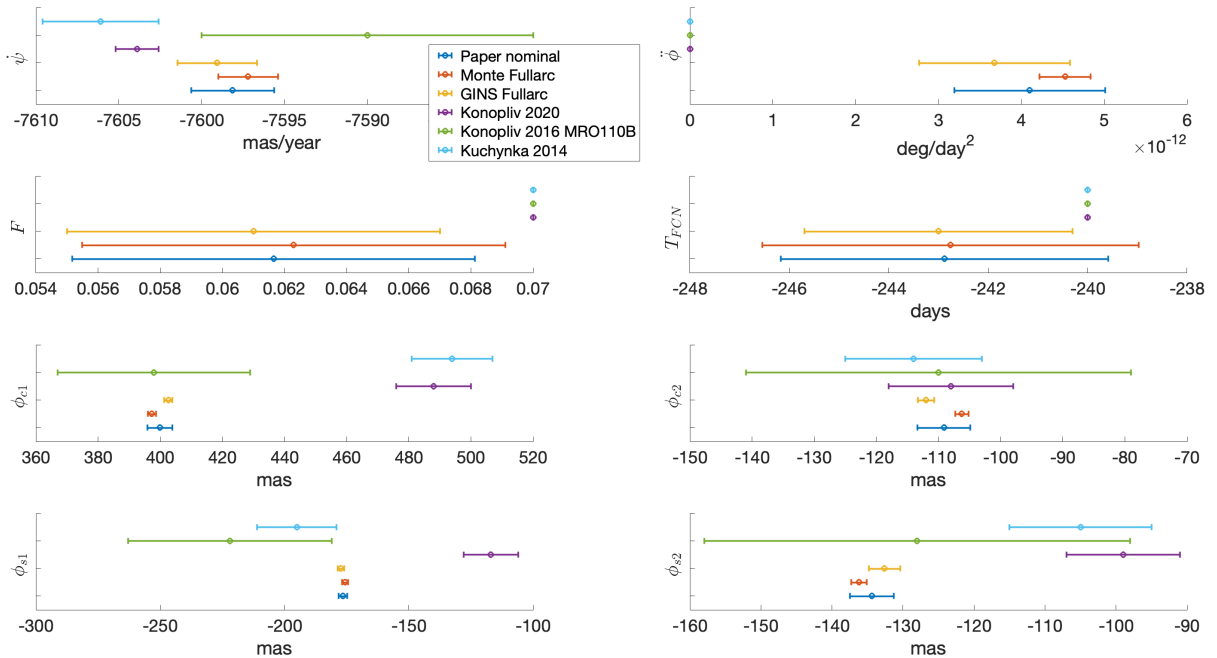 ψ̇
-7610 -7605 -7600 -7595 -7590
mas/year
Paper nominal
Monte Fullarc
GINS Fullarc
Konopliv 2020
Konopliv 2016 MRO110B
Kuchynka 2014
ϕ̈
0 1 2 3 4 5 6
deg/day²
×10⁻¹²
F
0.054 0.056 0.058 0.06 0.062 0.064 0.066 0.068 0.07
T_FCN
-248 -246 -244 -242 -240 -238
days
ϕ_c1
360 380 400 420 440 460 480 500 520
mas
ϕ_c2
-150 -140 -130 -120 -110 -100 -90 -80 -70
mas
ϕ_s1
-300 -250 -200 -150 -100
mas
ϕ_s2
-160 -150 -140 -130 -120 -110 -100 -90
mas